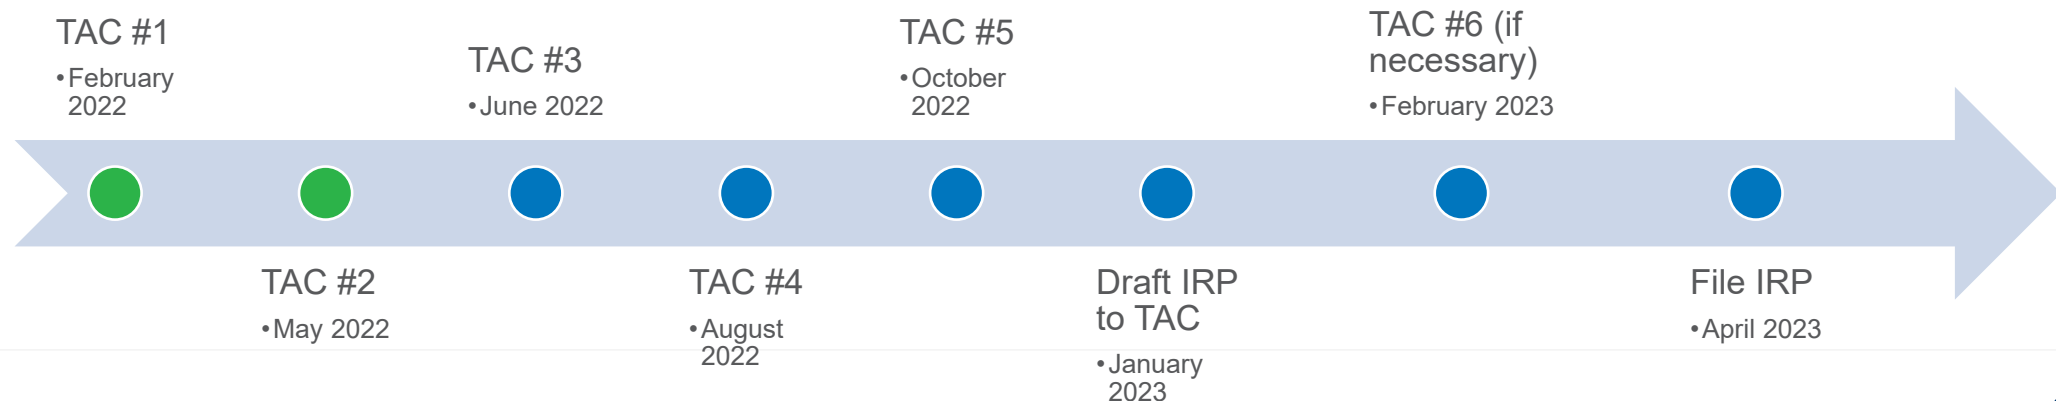 TAC #1
•February
2022
TAC #2
•May 2022
TAC #3
•June 2022
TAC #4
•August
2022
TAC #5
•October
2022
Draft IRP
to TAC
•January
2023
TAC #6 (if
necessary)
•February 2023
File IRP
•April 2023